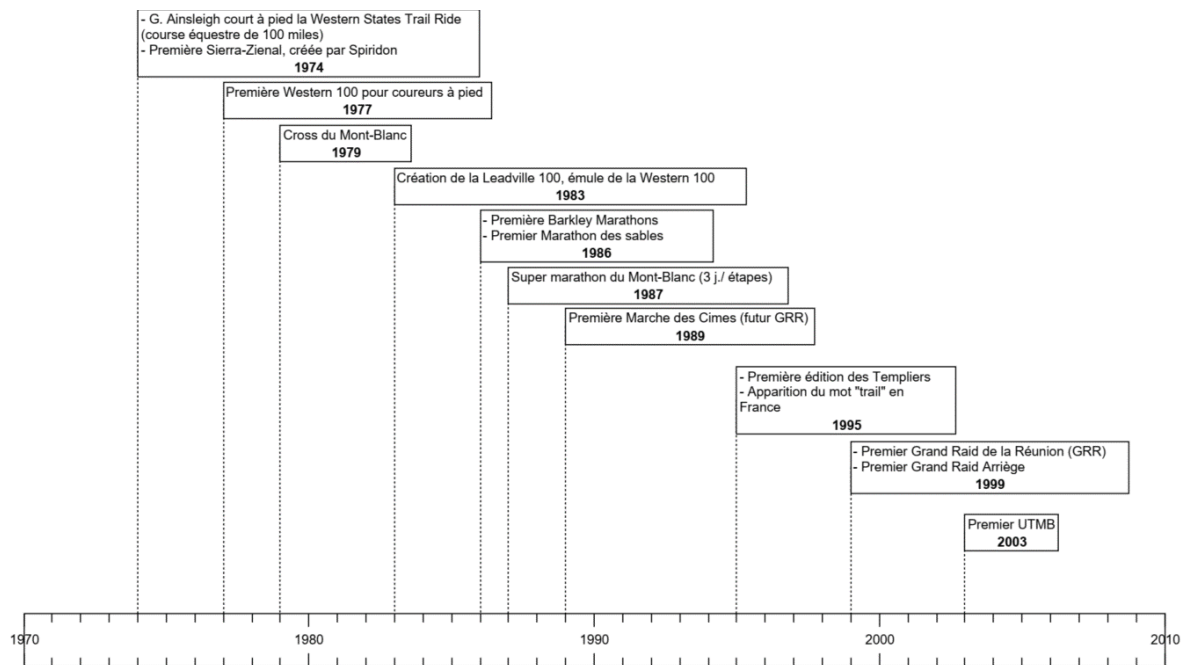 - G. Ainsleigh court à pied la Western States Trail Ride
(course équestre de 100 miles)
- Première Sierra-Zienal, créée par Spiridon
1974
Première Western 100 pour coureurs à pied
1977
Cross du Mont-Blanc
1979
Création de la Leadville 100, émule de la Western 100
1983
- Première Barkley Marathons
- Premier Marathon des sables
1986
Super marathon du Mont-Blanc (3 j./ étapes)
1987
Première Marche des Cimes (futur GRR)
1989
- Première édition des Templiers
- Apparition du mot "trail" en
France
1995
- Premier Grand Raid de la Réunion (GRR)
- Premier Grand Raid Arriège
1999
Premier UTMB
2003
1970 1980 1990 2000 2010